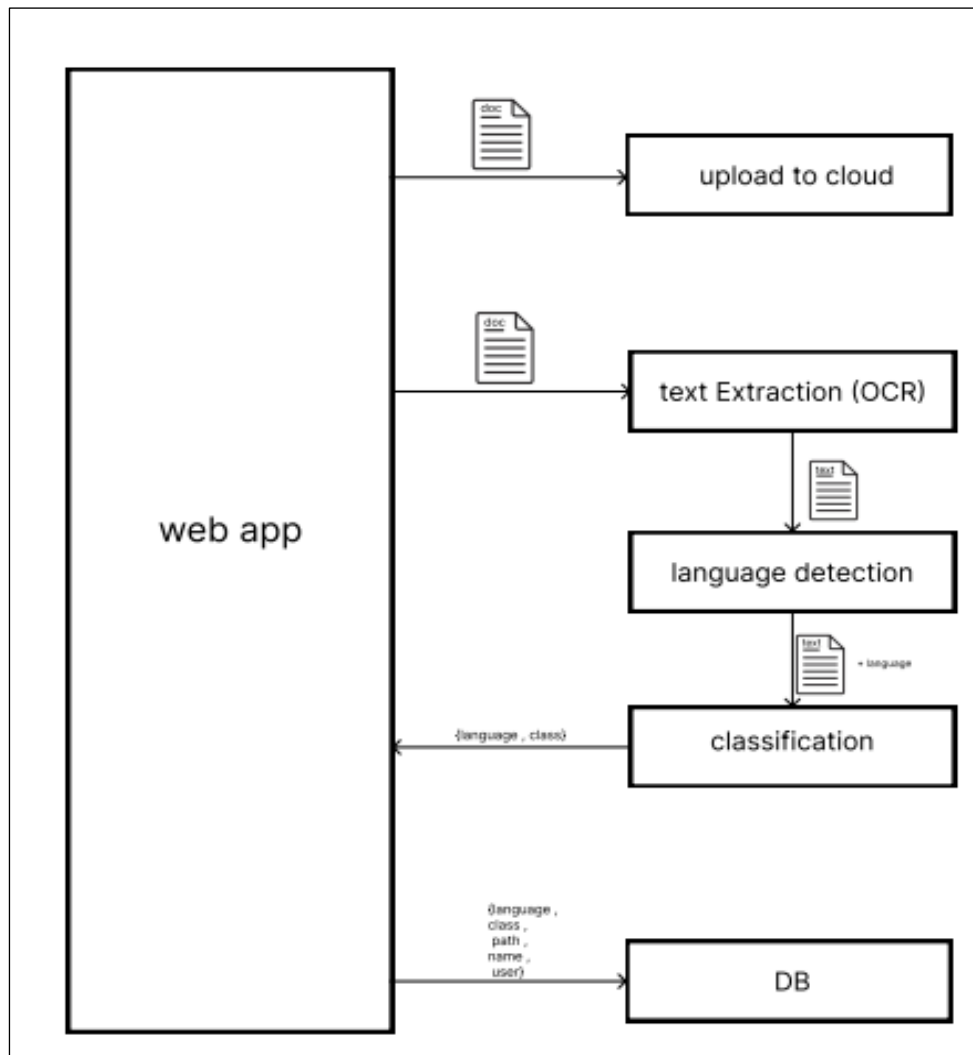 doc
upload to cloud
doc
text Extraction (OCR)
text
web app
language detection
text
+ language
classification
{language , class}
{language ,
class ,
path ,
name ,
user}
DB